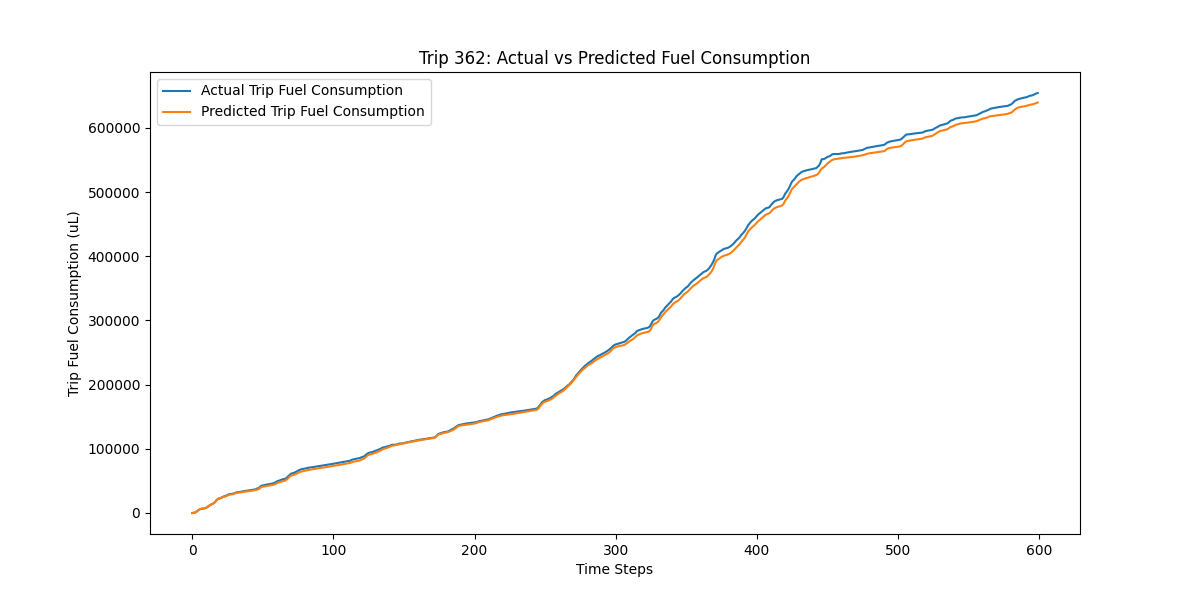 Trip 362: Actual vs Predicted Fuel Consumption
Actual Trip Fuel Consumption
Predicted Trip Fuel Consumption
Trip Fuel Consumption (uL)
600000
500000
400000
300000
200000
100000
0
0 100 200 300 400 500 600
Time Steps